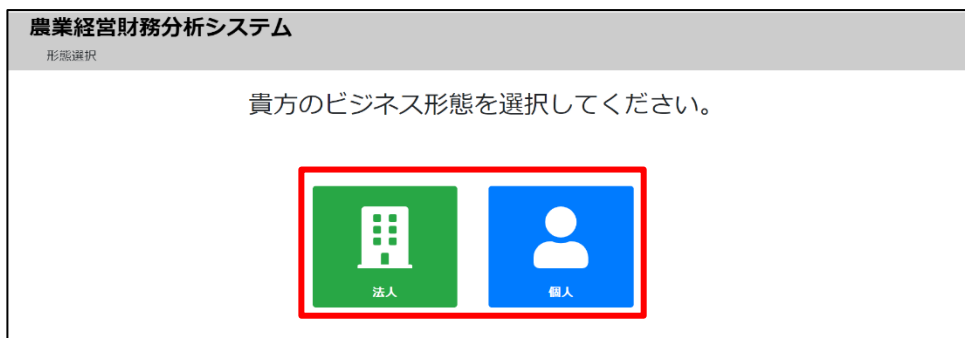 農業経営財務分析システム
形態選択
貴方のビジネス形態を選択してください。
法人
個人